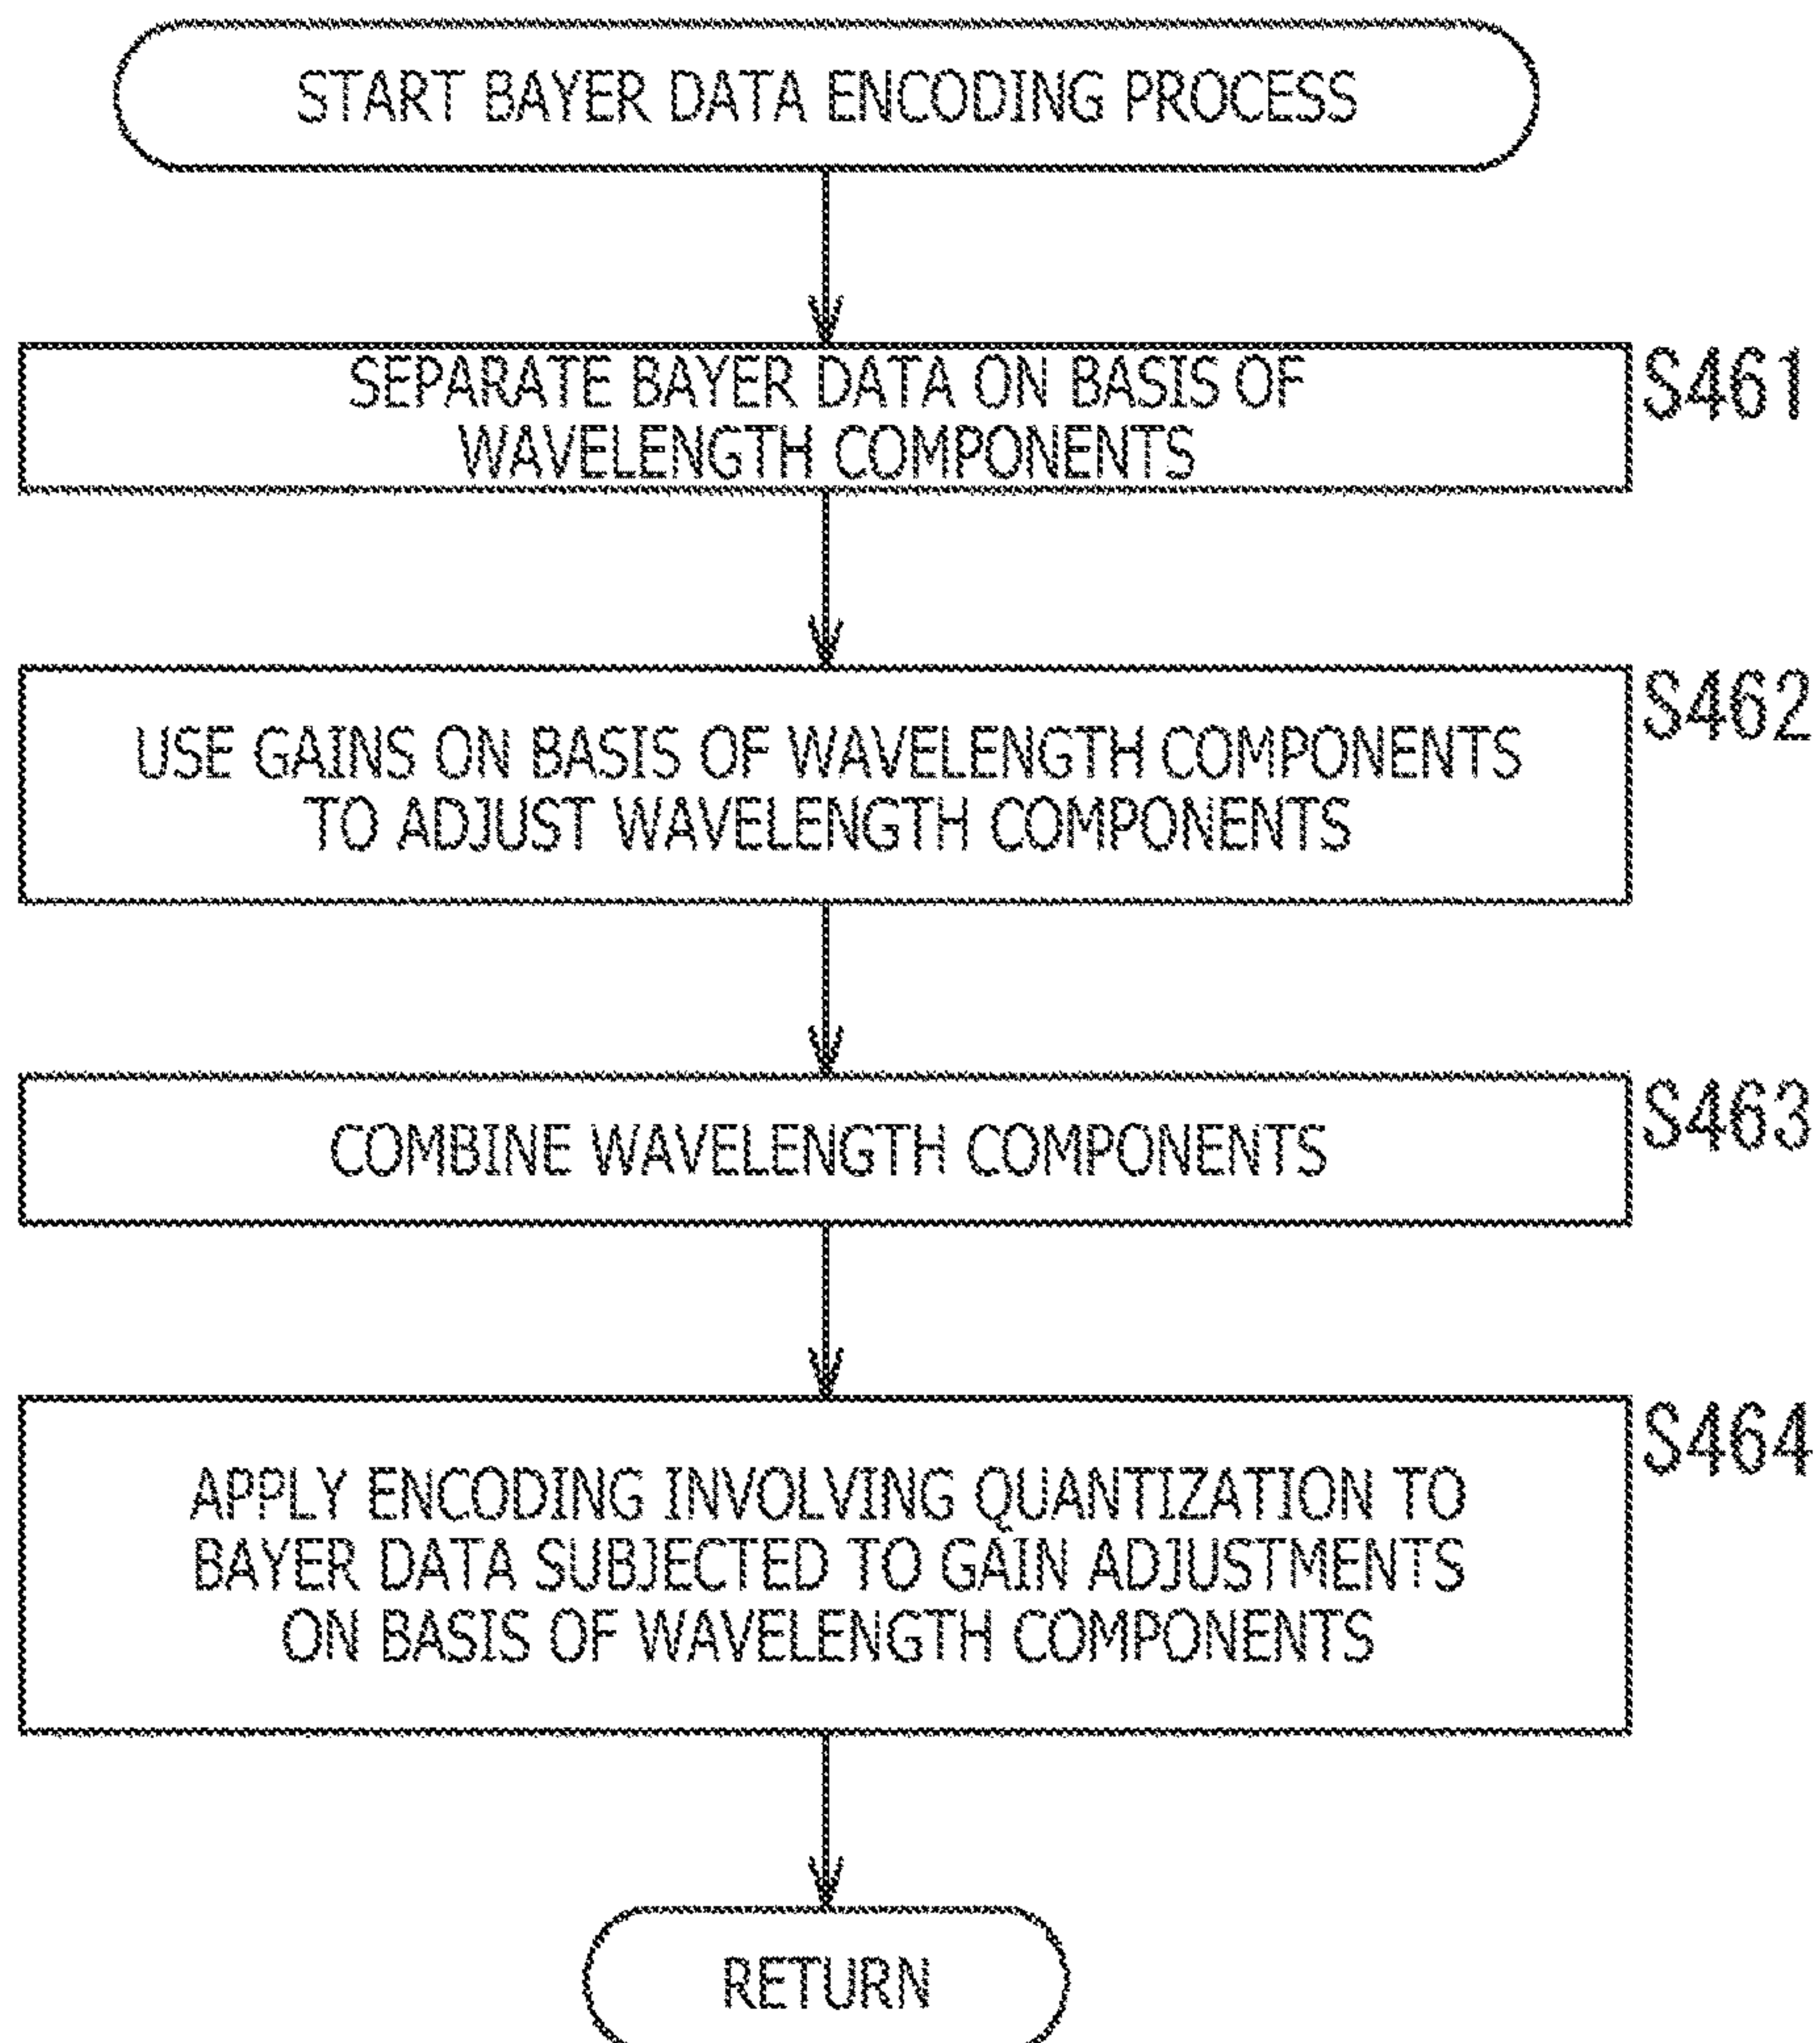 START BAYER DATA ENCODING PROCESS
SEPARATE BAYER DATA ON BASIS OF
WAVELENGTH COMPONENTS
S461
USE GAINS ON BASIS OF WAVELENGTH COMPONENTS
TO ADJUST WAVELENGTH COMPONENTS
S462
COMBINE WAVELENGTH COMPONENTS
S463
APPLY ENCODING INVOLVING QUANTIZATION TO
BAYER DATA SUBJECTED TO GAIN ADJUSTMENTS
ON BASIS OF WAVELENGTH COMPONENTS
S464
RETURN